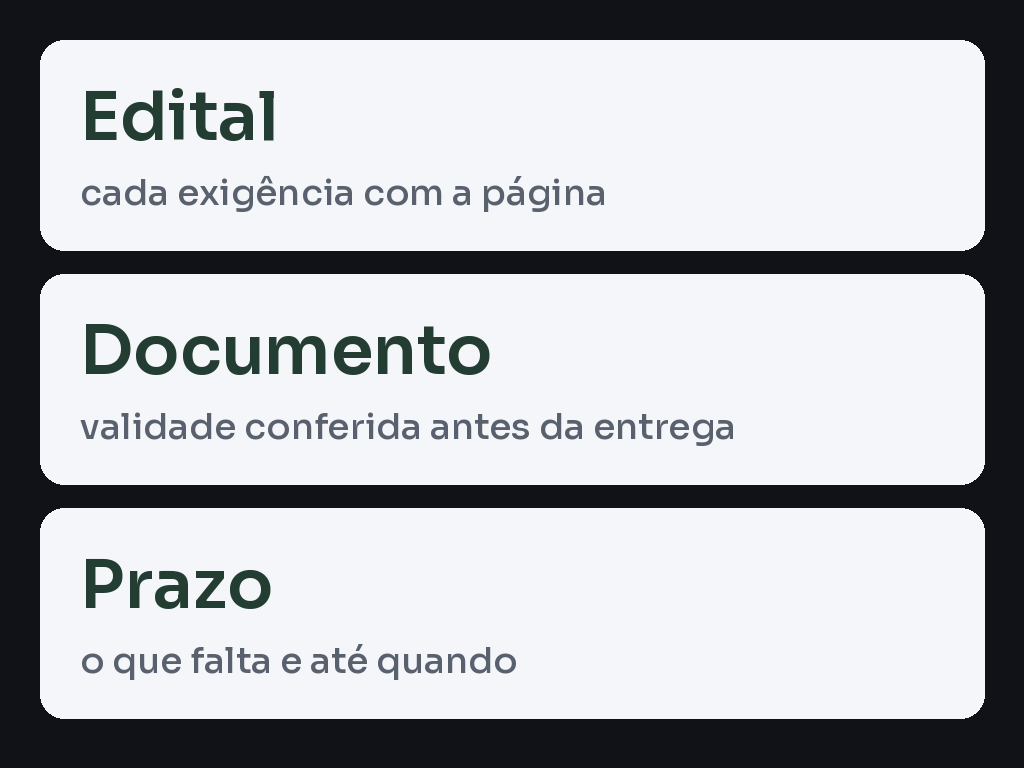 Edital
cada exigência com a página
Documento
validade conferida antes da entrega
Prazo
o que falta e até quando